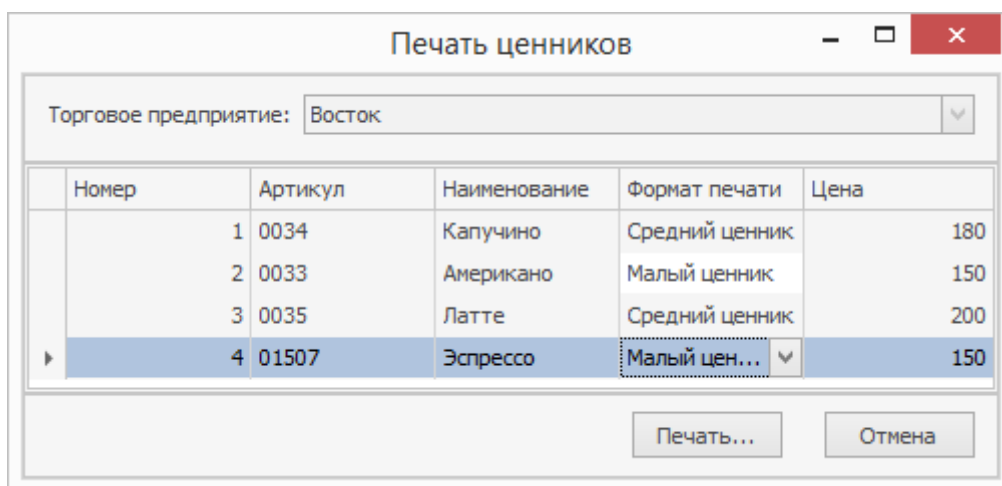 Печать ценников
Торговое предприятие: Восток
Номер Артикул Наименование Формат печати Цена
1 0034 Капучино Средний ценник 180
2 0033 Американо Малый ценник 150
3 0035 Латте Средний ценник 200
4 01507 Эспрессо Малый цен... 150
Печать... Отмена